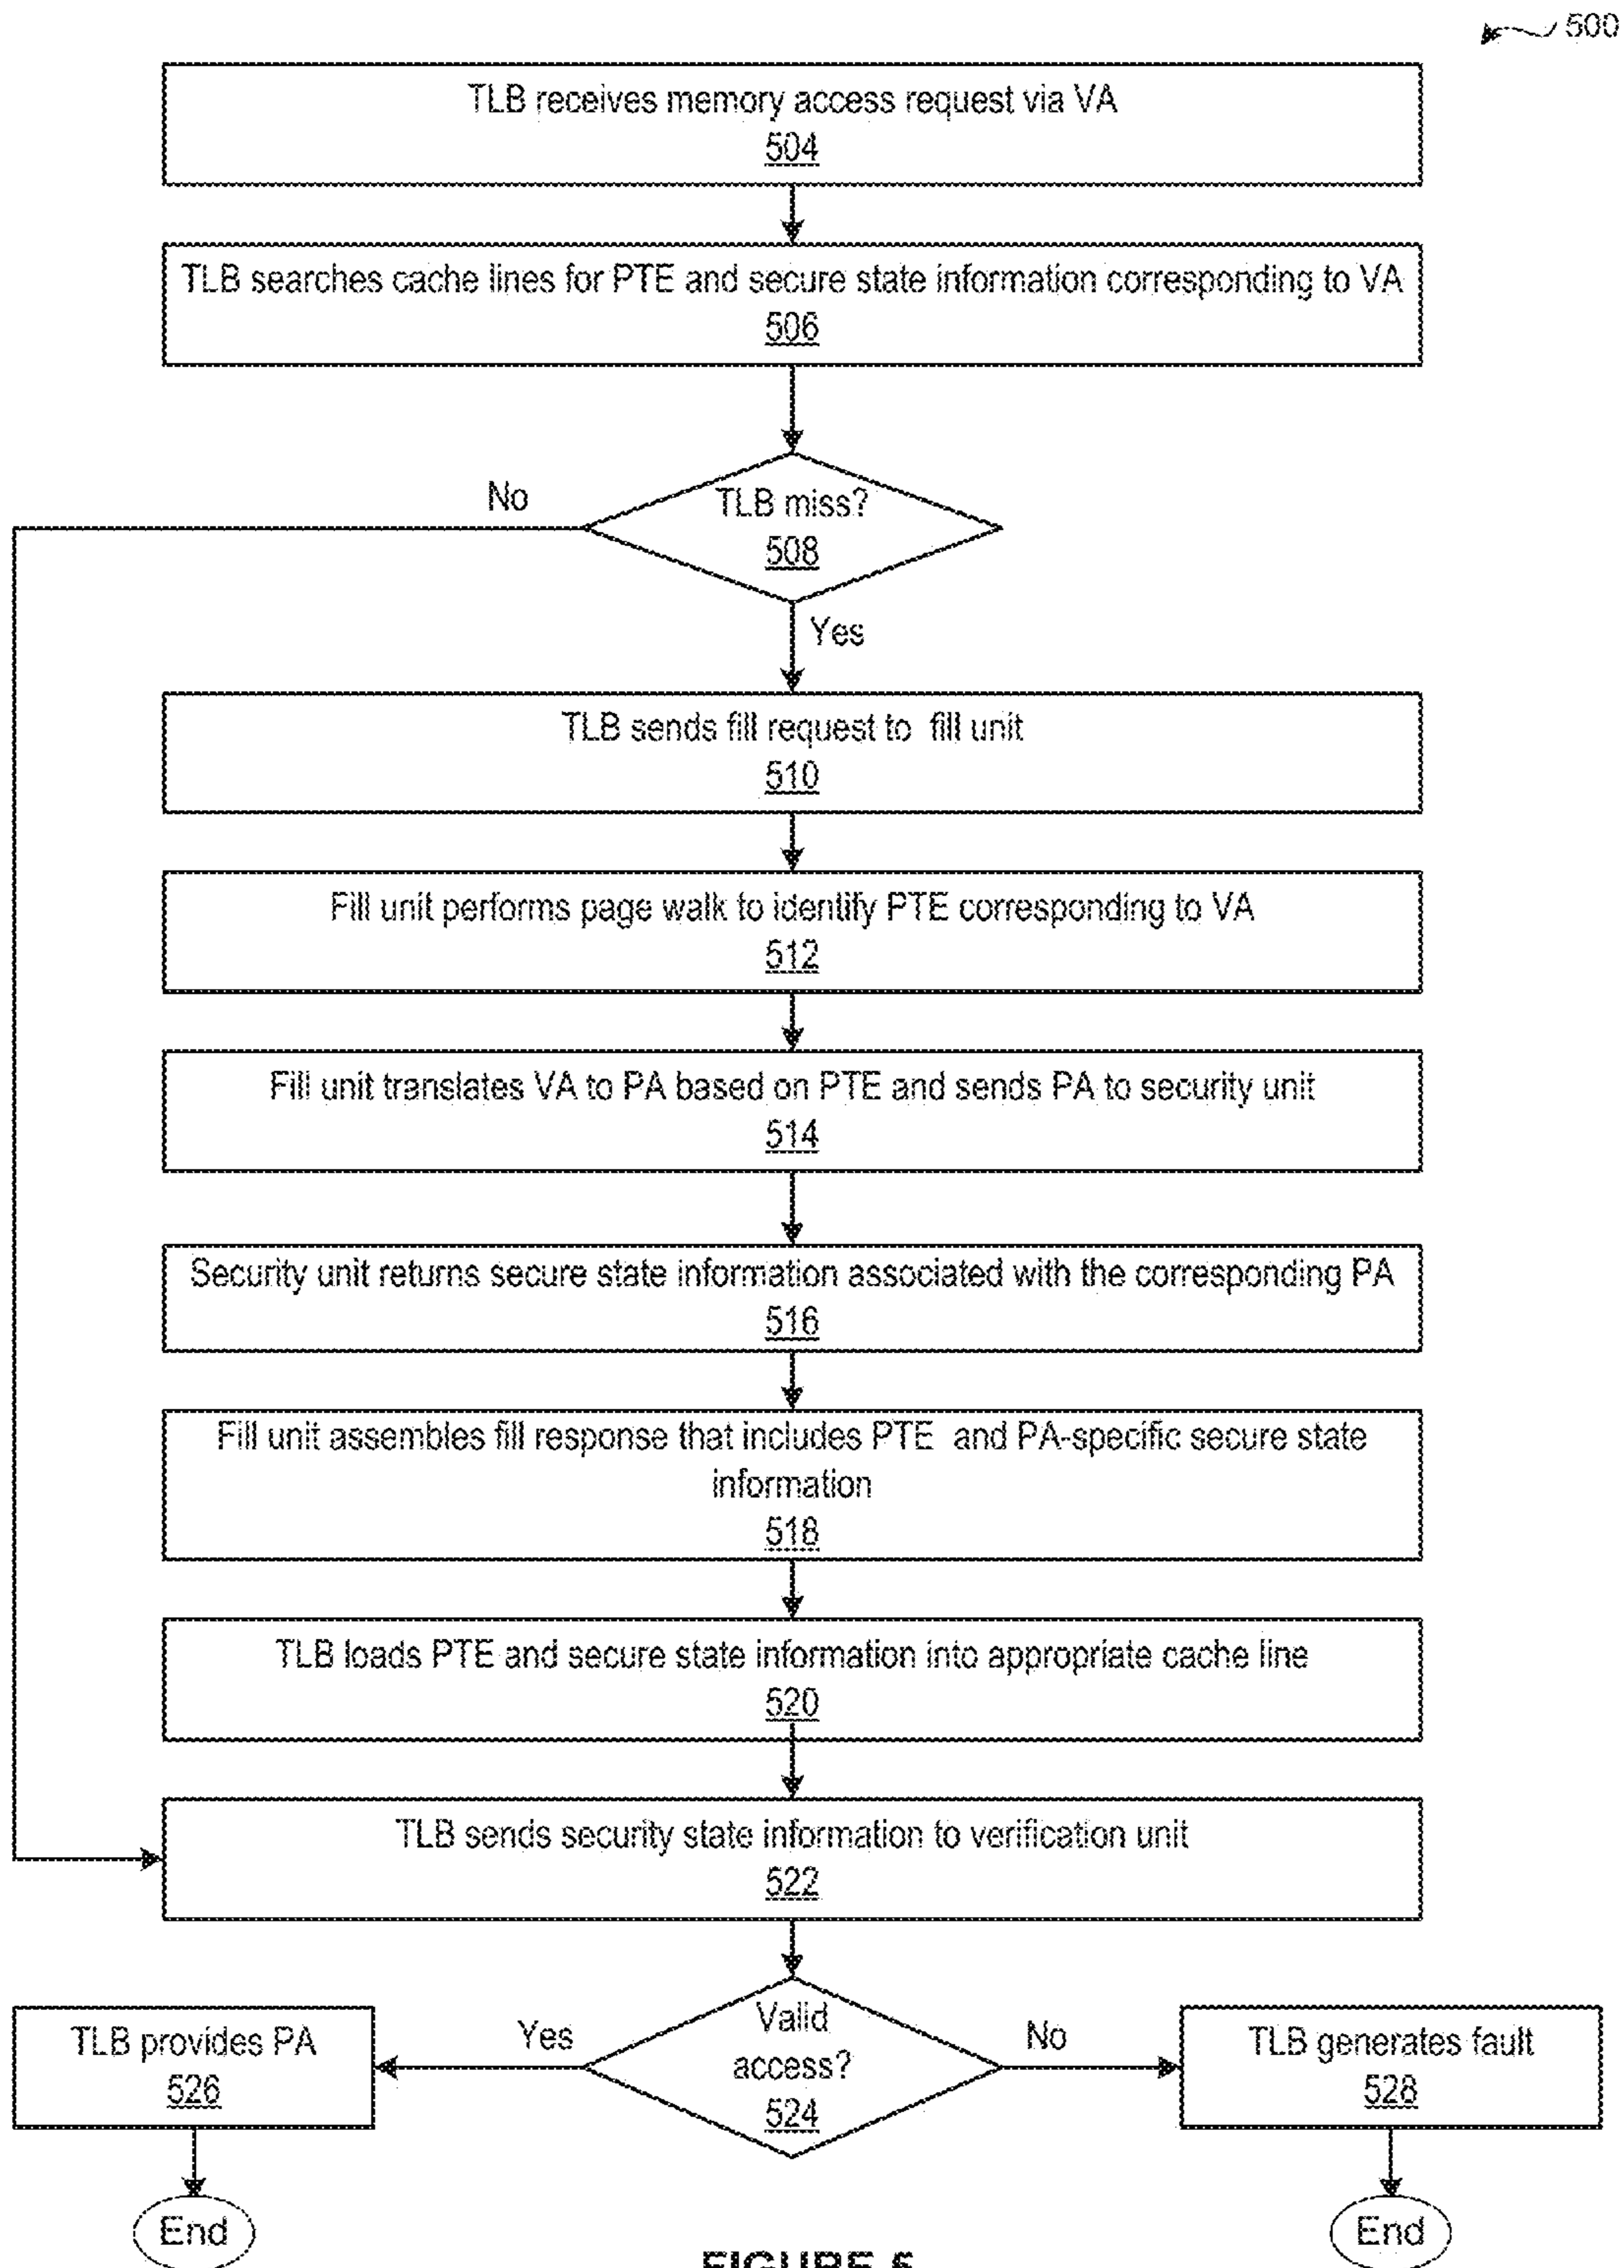 500
TLB receives memory access request via VA
504
TLB searches cache lines for PTE and secure state information corresponding to VA
506
No
TLB miss?
508
Yes
TLB sends fill request to fill unit
510
Fill unit performs page walk to identify PTE corresponding to VA
512
Fill unit translates VA to PA based on PTE and sends PA to security unit
514
Security unit returns secure state information associated with the corresponding PA
516
Fill unit assembles fill response that includes PTE and PA-specific secure state
information
518
TLB loads PTE and secure state information into appropriate cache line
520
TLB sends security state information to verification unit
522
TLB provides PA
526
Yes
Valid
access?
524
No
TLB generates fault
528
End
End
FIGURE 5